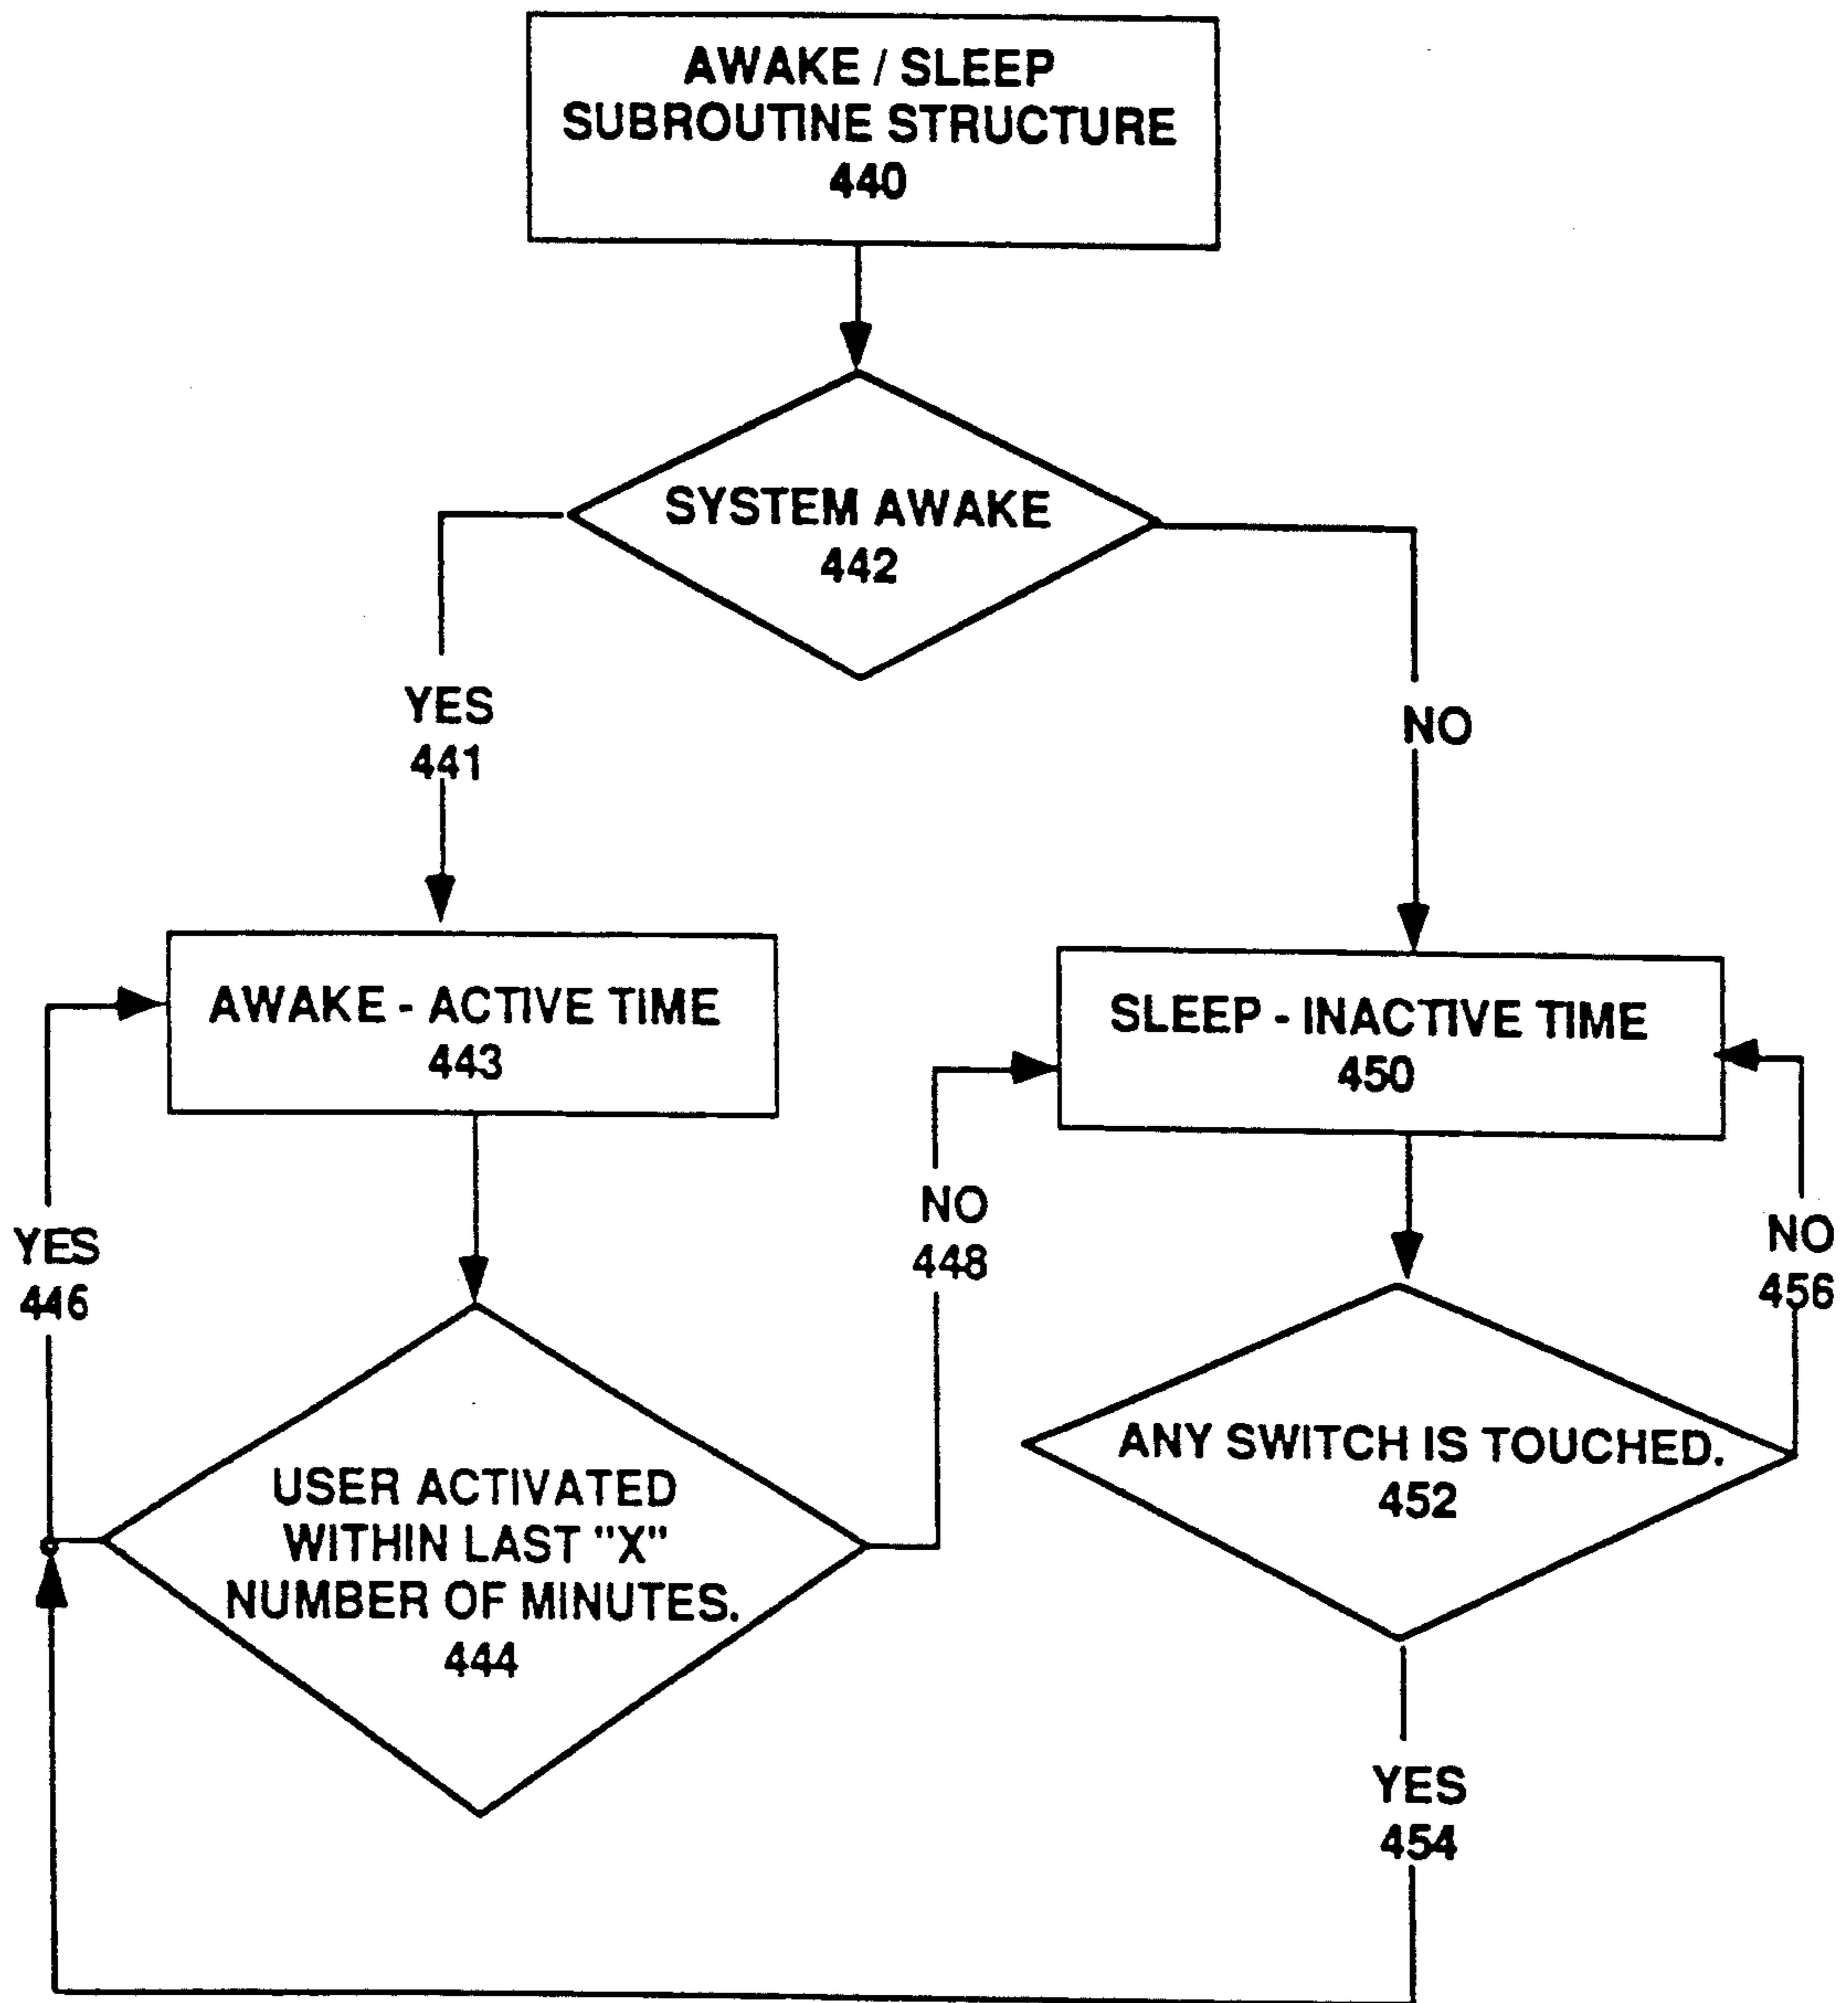 AWAKE / SLEEP
SUBROUTINE STRUCTURE
440
SYSTEM AWAKE
442
YES
441
NO
AWAKE - ACTIVE TIME
443
SLEEP - INACTIVE TIME
450
YES
446
NO
448
NO
456
USER ACTIVATED
WITHIN LAST "X"
NUMBER OF MINUTES.
444
ANY SWITCH IS TOUCHED.
452
YES
454